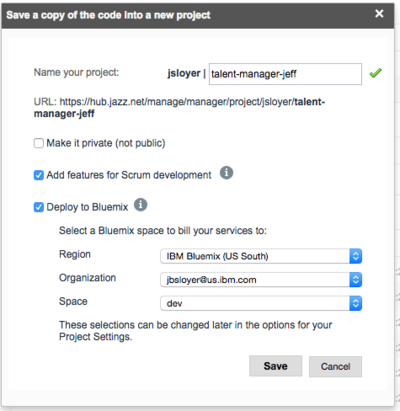 Save a copy of the code into a new project ×
Name your project: jsloyer | talent-manager-jeff
URL: https://hub.jazz.net/manage/manager/project/jsloyer/talent-
manager-jeff
Make it private (not public)
Add features for Scrum development i
Deploy to Bluemix i
Select a Bluemix space to bill your services to:
Region IBM Bluemix (US South)
Organization jbsloyer@us.ibm.com
Space dev
These selections can be changed later in the options for your
Project Settings.
Save Cancel